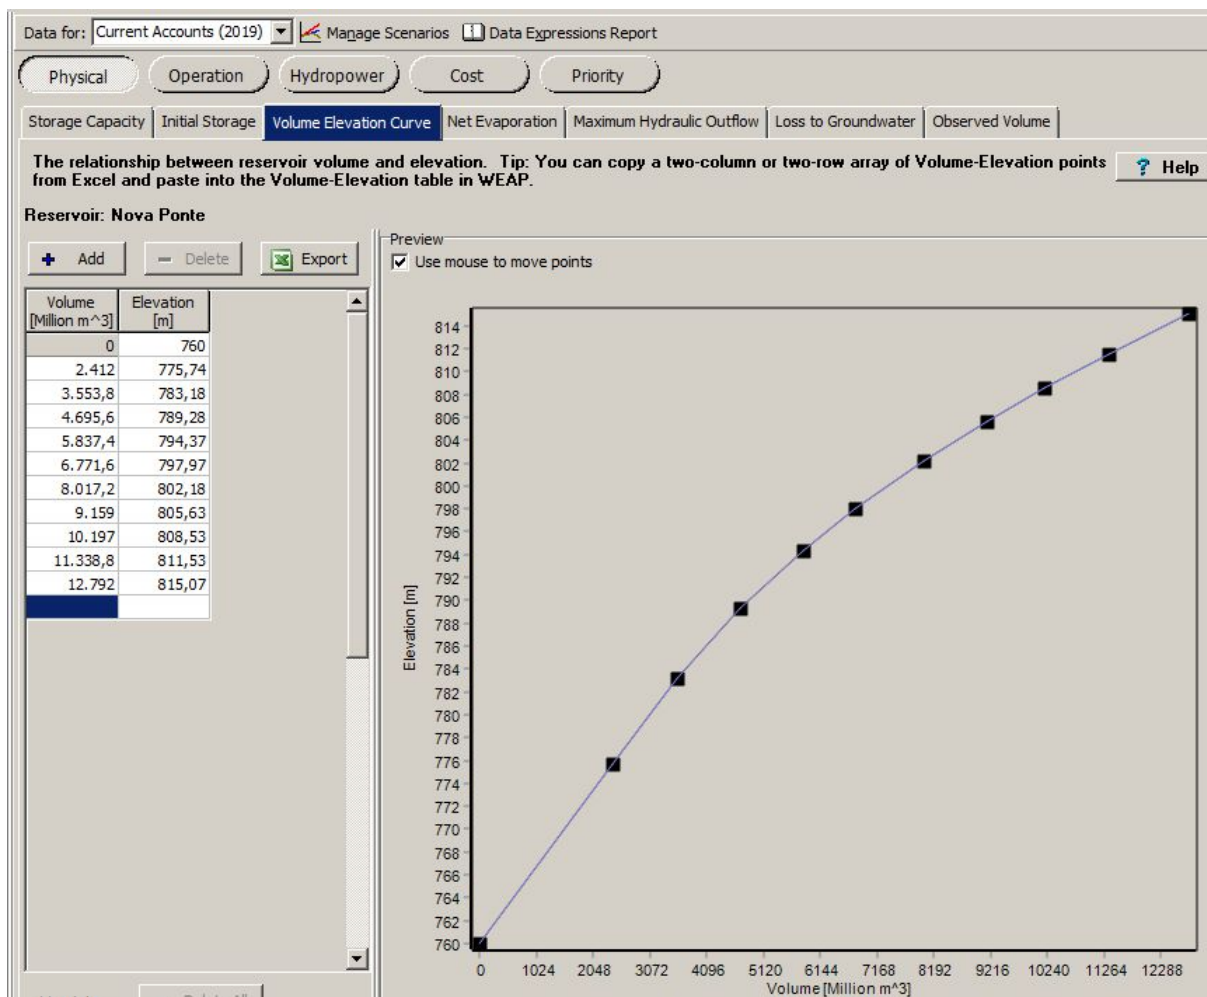 Data for: Current Accounts (2019) Manage Scenarios Data Expressions Report
Physical Operation Hydropower Cost Priority
Storage Capacity Initial Storage Volume Elevation Curve Net Evaporation Maximum Hydraulic Outflow Loss to Groundwater Observed Volume
The relationship between reservoir volume and elevation. Tip: You can copy a two-column or two-row array of Volume-Elevation points
from Excel and paste into the Volume-Elevation table in WEAP.
? Help
Reservoir: Nova Ponte
+ Add − Delete Export
Volume Elevation
[Million m^3] [m]
0 760
2.412 775,74
3.553,8 783,18
4.695,6 789,28
5.837,4 794,37
6.771,6 797,97
8.017,2 802,18
9.159 805,63
10.197 808,53
11.338,8 811,53
12.792 815,07
Preview
Use mouse to move points
Elevation [m]
814
812
810
808
806
804
802
800
798
796
794
792
790
788
786
784
782
780
778
776
774
772
770
768
766
764
762
760
0 1024 2048 3072 4096 5120 6144 7168 8192 9216 10240 11264 12288
Volume [Million m^3]